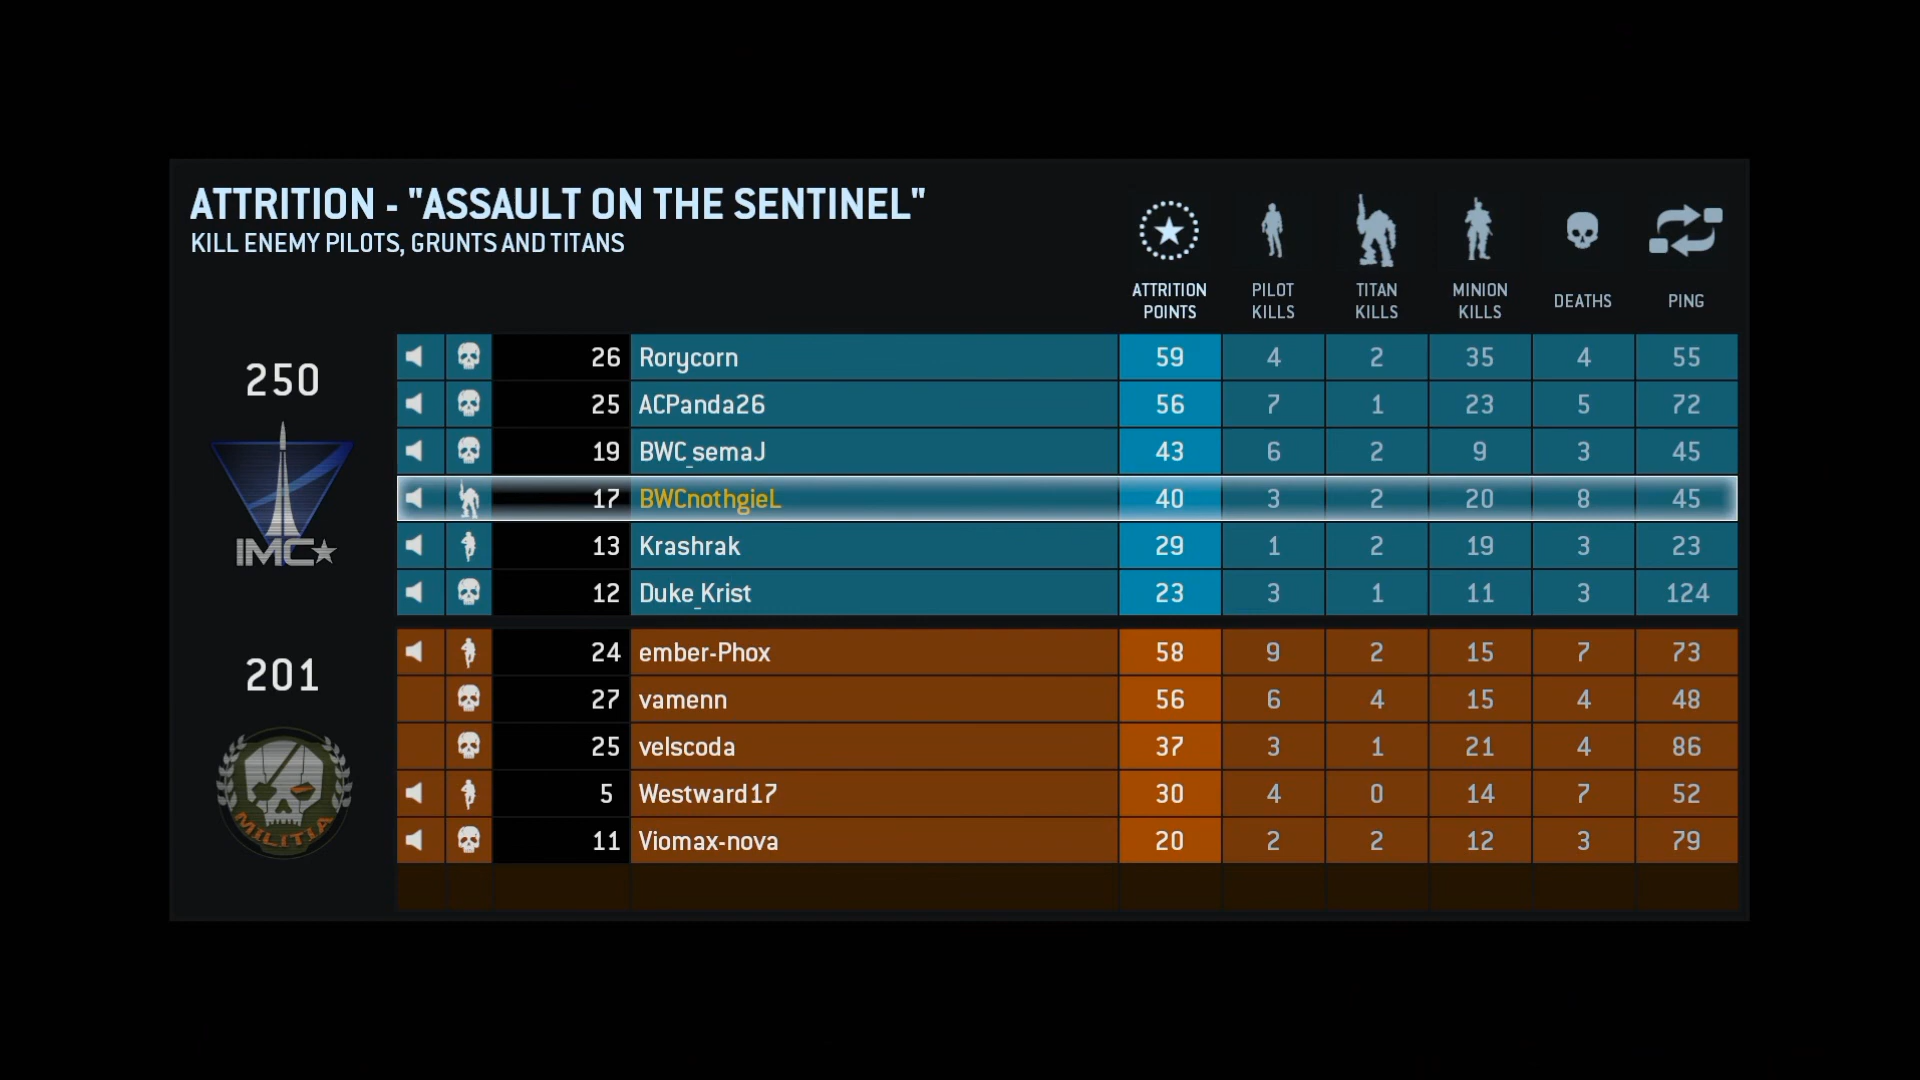 ATTRITION - "ASSAULT ON THE SENTINEL"
KILL ENEMY PILOTS, GRUNTS AND TITANS
ATTRITION POINTS PILOT KILLS TITAN KILLS MINION KILLS DEATHS PING
250
IMC
26 Rorycorn 59 4 2 35 4 55
25 ACPanda26 56 7 1 23 5 72
19 BWC_semaJ 43 6 2 9 3 45
17 BWCnothgieL 40 3 2 20 8 45
13 Krashrak 29 1 2 19 3 23
12 Duke_Krist 23 3 1 11 3 124
201
MILITIA
24 ember-Phox 58 9 2 15 7 73
27 vamenn 56 6 4 15 4 48
25 velscoda 37 3 1 21 4 86
5 Westward17 30 4 0 14 7 52
11 Viomax-nova 20 2 2 12 3 79